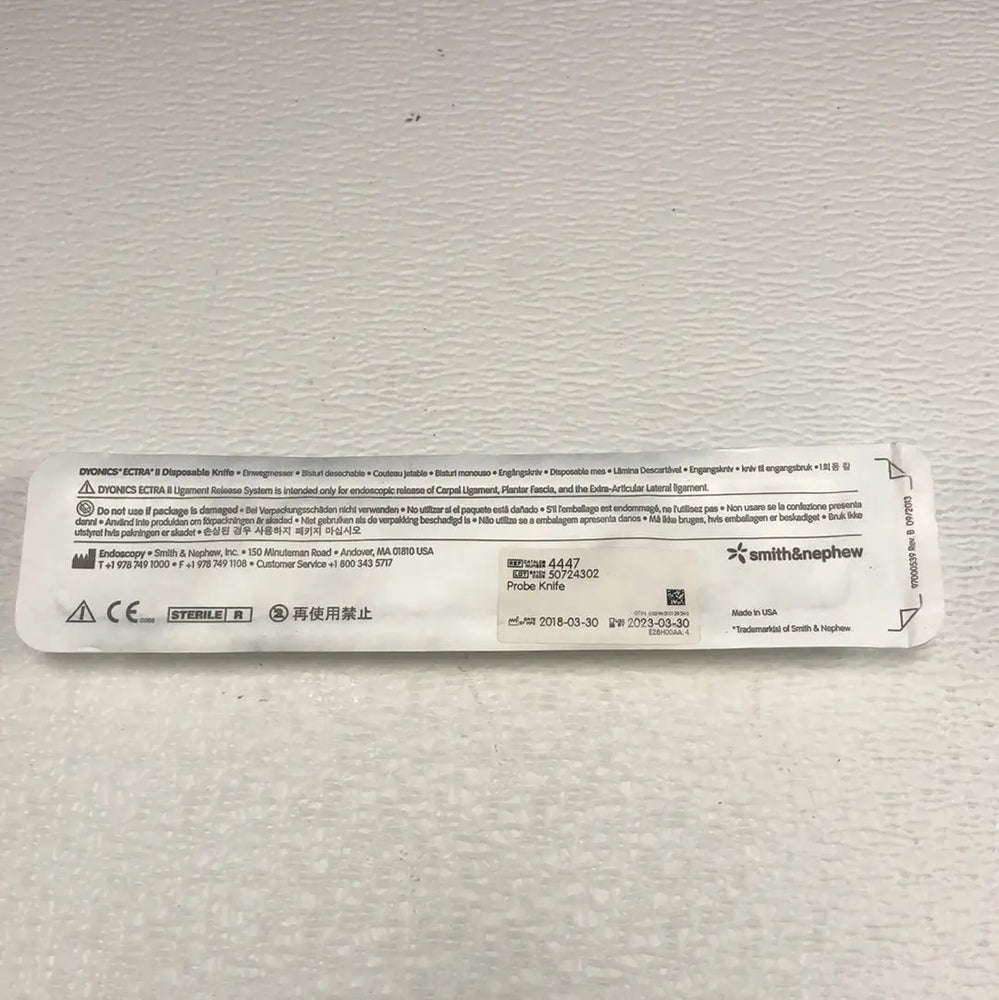 DYONICS* ECTRA* II Disposable Knife • Einwegmesser • Bisturí desechable • Couteau jetable • Bisturi monouso • Engångskniv • Disposable mes • Lâmina Descartável • Engangskniv • kniv til engangsbruk • 1회용 칼
DYONICS ECTRA II Ligament Release System is intended only for endoscopic release of Carpal Ligament, Plantar Fascia, and the Extra-Articular Lateral ligament.
Do not use if package is damaged • Bei Verpackungsschäden nicht verwenden • No utilizar si el paquete está dañado • S'il l'emballage est endommagé, ne l'utilisez pas • Non usare se la confezione presenta
danni • Använd inte produkten om förpackningen är skadad • Niet gebruiken als de verpakking beschadigd is • Não utilize se a embalagem apresenta danos • Må ikke bruges, hvis emballagen er beskadiget • Bruk ikke
utstyret hvis pakningen er skadet • 손상된 경우 사용하지 패키지 마십시오
Endoscopy • Smith & Nephew, Inc. • 150 Minuteman Road • Andover, MA 01810 USA
T +1 978 749 1000 • F +1 978 749 1108 • Customer Service +1 800 343 5717
CE 0086
STERILE R
2 再使用禁止
REF 4447
LOT 50724302
Probe Knife
2018-03-30
2023-03-30
EZBH00AA: 4
smith&nephew
Made in USA
*Trademark(s) of Smith & Nephew.
97000539 Rev. B 09/2013